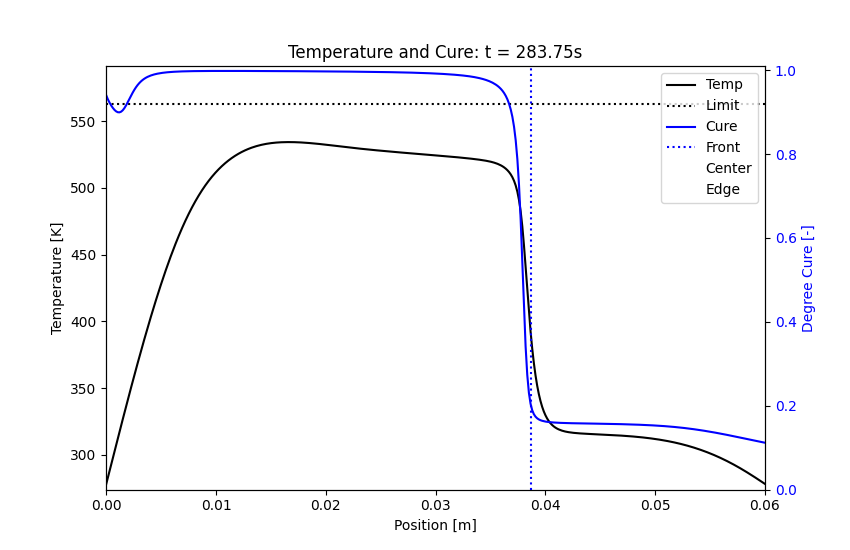 Temperature and Cure: t = 283.75s
Temp
Limit
Cure
Front
Center
Edge
Temperature [K]
550
500
450
400
350
300
1.0
0.8
0.6
0.4
0.2
0.0
Degree Cure [-]
0.00
0.01
0.02
0.03
0.04
0.05
0.06
Position [m]